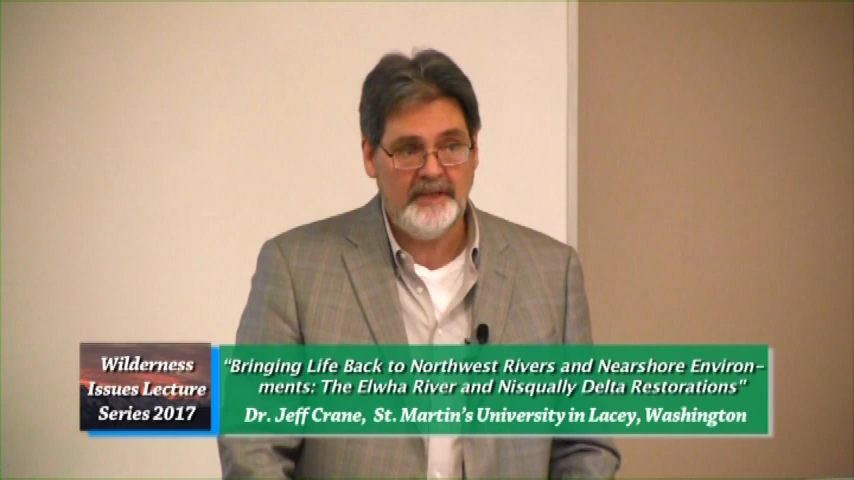 Wilderness
Issues Lecture
Series 2017
"Bringing Life Back to Northwest Rivers and Nearshore Environ-
ments: The Elwha River and Nisqually Delta Restorations"
Dr. Jeff Crane, St. Martin's University in Lacey, Washington